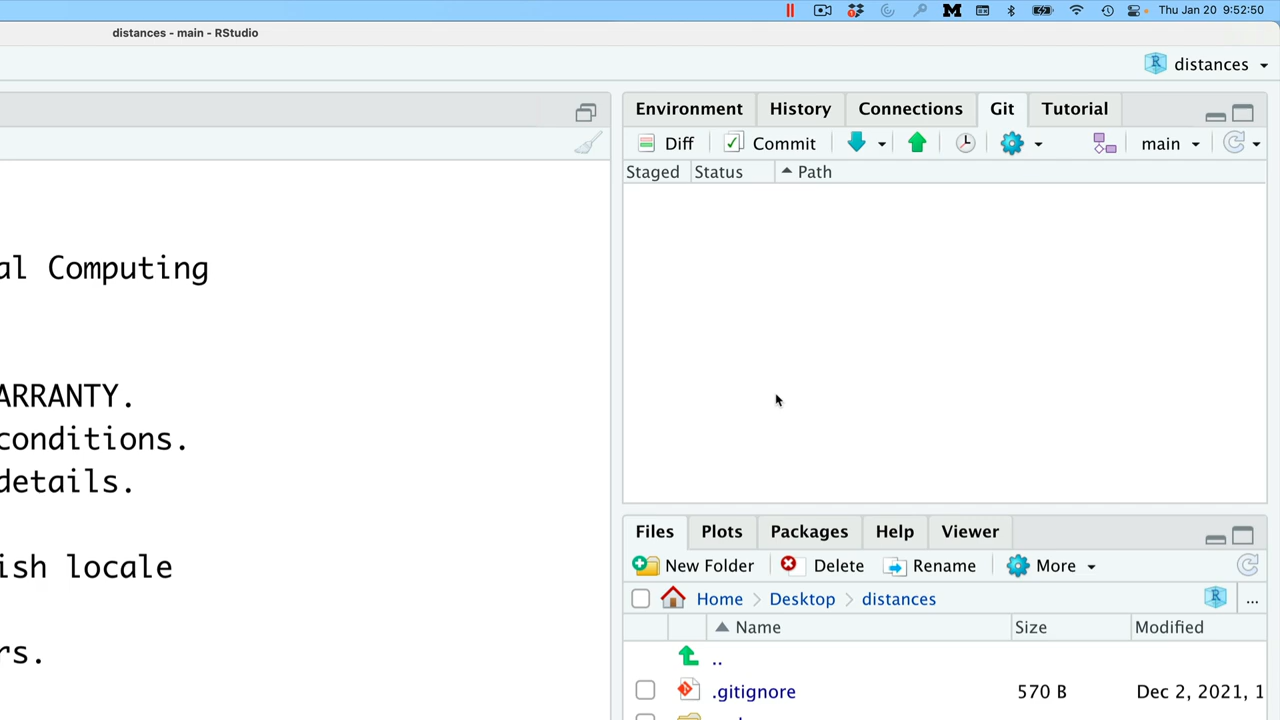 Thu Jan 20 9:52:50
distances - main - RStudio
distances
Environment History Connections Git Tutorial
Diff Commit main
Staged Status Path
al Computing
ARRANTY.
conditions.
details.
ish locale
rs.
Files Plots Packages Help Viewer
New Folder Delete Rename More
Home Desktop distances ...
Name Size Modified
..
.gitignore 570 B Dec 2, 2021, 1